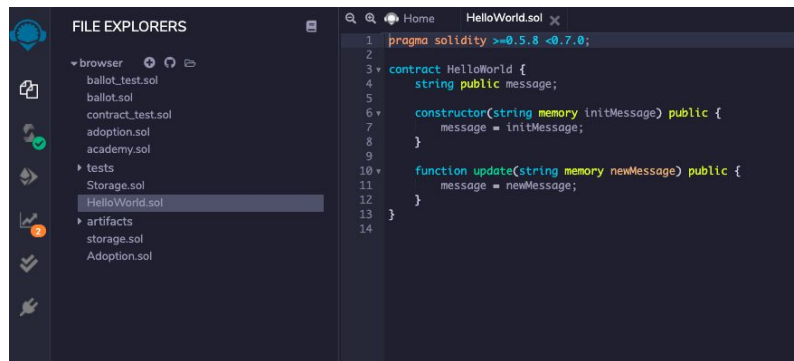 FILE EXPLORERS
browser
ballot_test.sol
ballot.sol
contract_test.sol
adoption.sol
academy.sol
tests
Storage.sol
HelloWorld.sol
artifacts
storage.sol
Adoption.sol
2
Home HelloWorld.sol
1 pragma solidity >=0.5.8 <0.7.0;
2
3 contract HelloWorld {
4 string public message;
5
6 constructor(string memory initMessage) public {
7 message = initMessage;
8 }
9
10 function update(string memory newMessage) public {
11 message = newMessage;
12 }
13 }
14